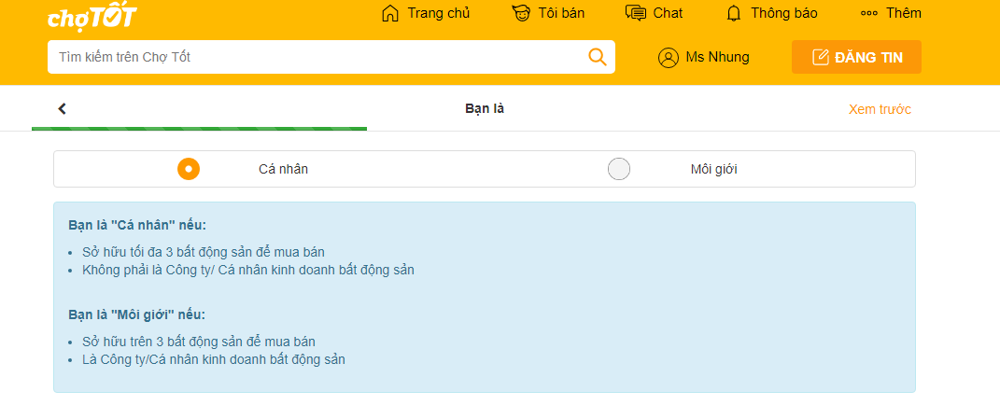 chợTỐT
Trang chủ
Tôi bán
Chat
Thông báo
Thêm
Tìm kiếm trên Chợ Tốt
Ms Nhung
ĐĂNG TIN
Bạn là
Xem trước
Cá nhân
Môi giới
Bạn là "Cá nhân" nếu:
Sở hữu tối đa 3 bất động sản để mua bán
Không phải là Công ty/ Cá nhân kinh doanh bất động sản
Bạn là "Môi giới" nếu:
Sở hữu trên 3 bất động sản để mua bán
Là Công ty/Cá nhân kinh doanh bất động sản